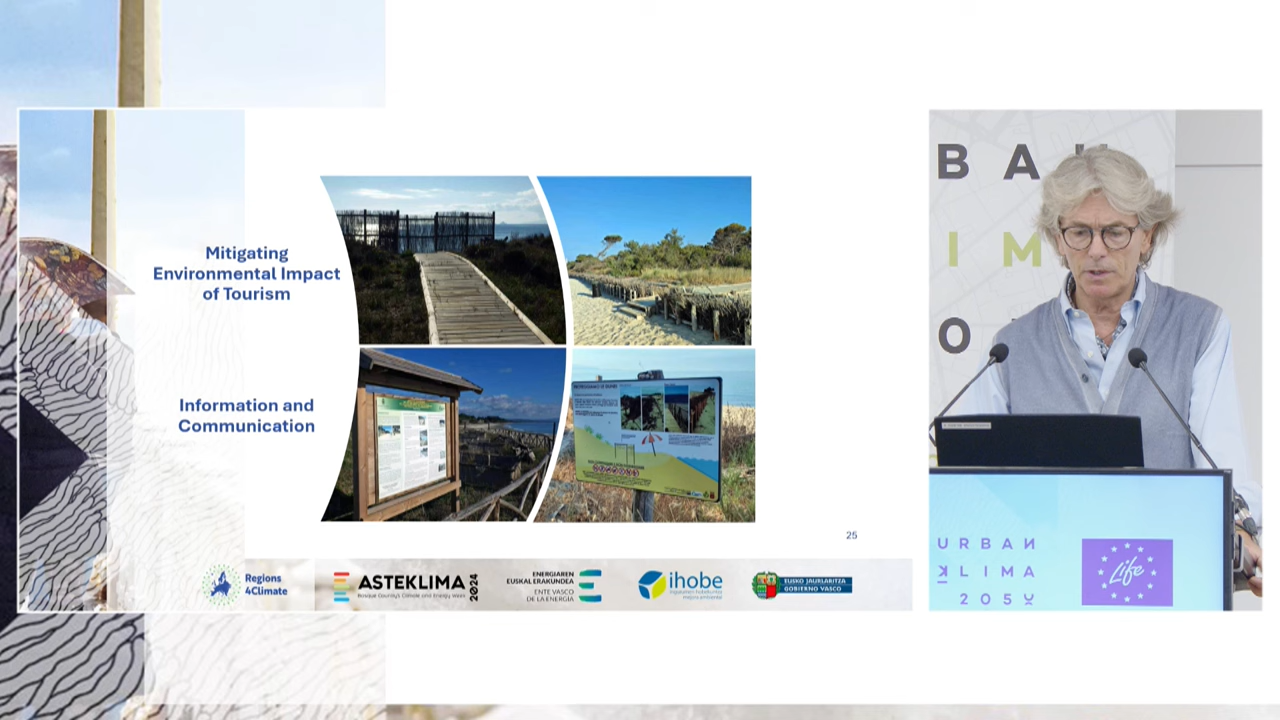 Mitigating
Environmental Impact
of Tourism
Information and
Communication
25
Regions
4Climate
ASTEKLIMA
2024
Basque Country's Climate and Energy Week
ENERGIAREN
EUSKAL ERAKUNDEA
ENTE VASCO
DE LA ENERGIA
ihobe
EUSKO JAURLARITZA
GOBIERNO VASCO
B A
I M
O
URBAN
KLIMA
2050
Life